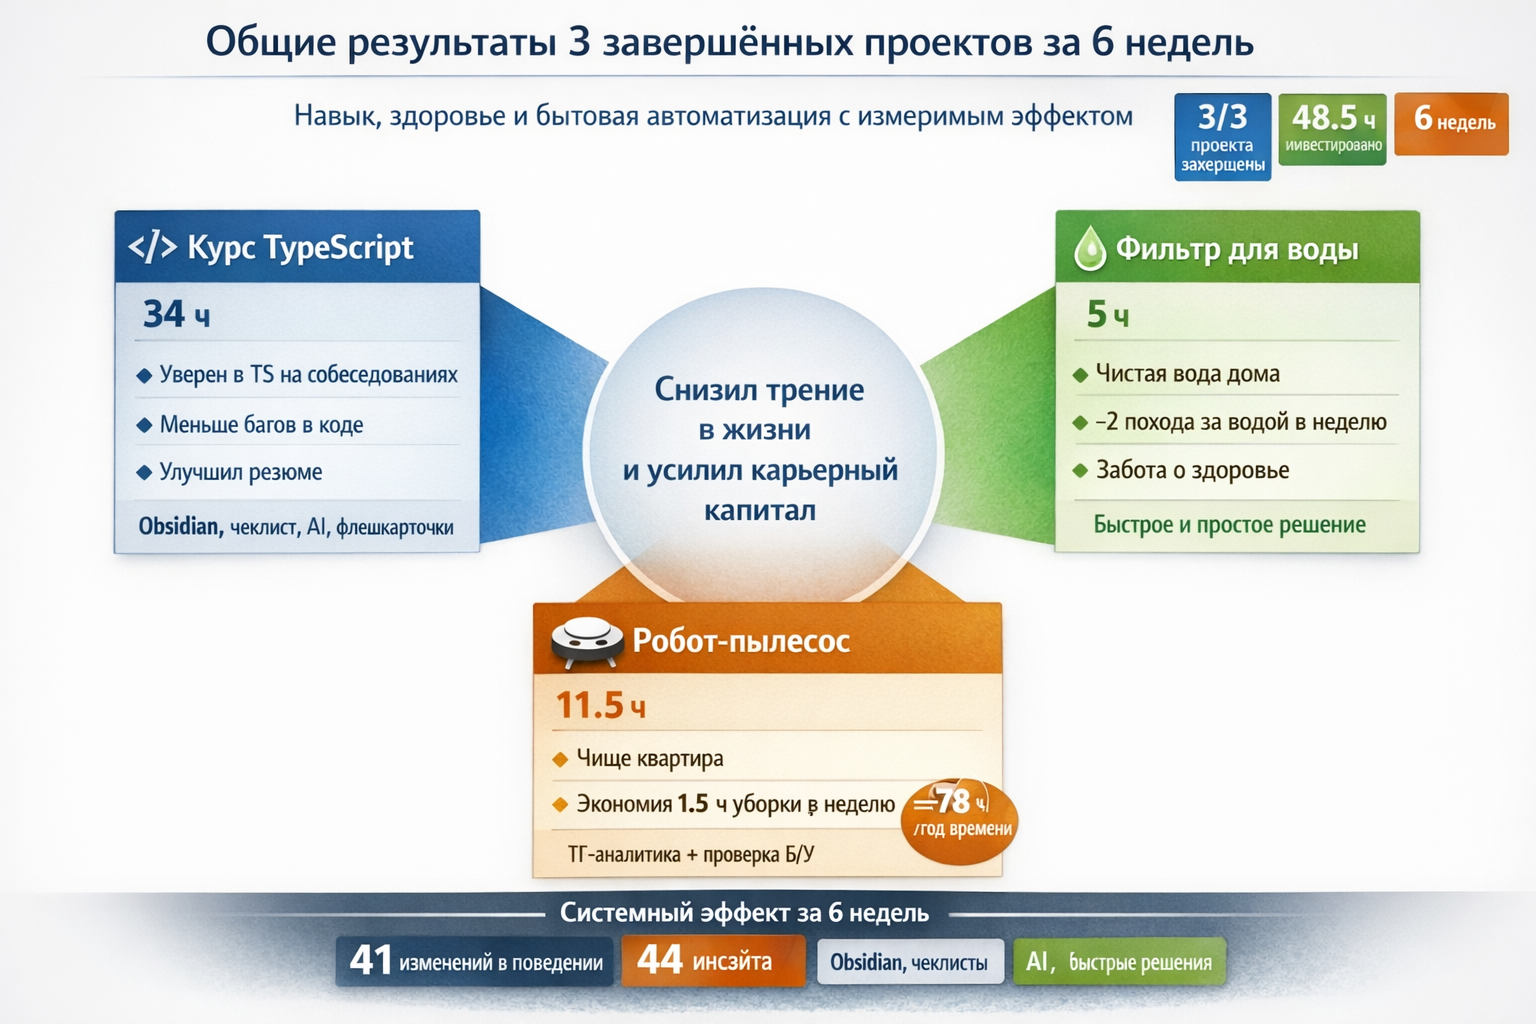 Общие результаты 3 завершённых проектов за 6 недель
Навык, здоровье и бытовая автоматизация с измеримым эффектом
3/3
проекта
захершены
48.5 ч
иивестировано
6 недель
</> Курс TypeScript
34 ч
Уверен в TS на собеседованиях
Меньше багов в коде
Улучшил резюме
Obsidian, чеклист, AI, флешкарточки
Фильтр для воды
5 ч
Чистая вода дома
–2 похода за водой в неделю
Забота о здоровье
Быстрое и простое решение
Снизил трение
в жизни
и усилил карьерный
капитал
Робот-пылесос
11.5 ч
Чище квартира
Экономия 1.5 ч уборки в неделю
=78 ч
/год времени
ТГ-аналитика + проверка Б/У
Системный эффект за 6 недель
41 изменений в поведении
44 инсэйта
Obsidian, чеклисты
AI, быстрые решения